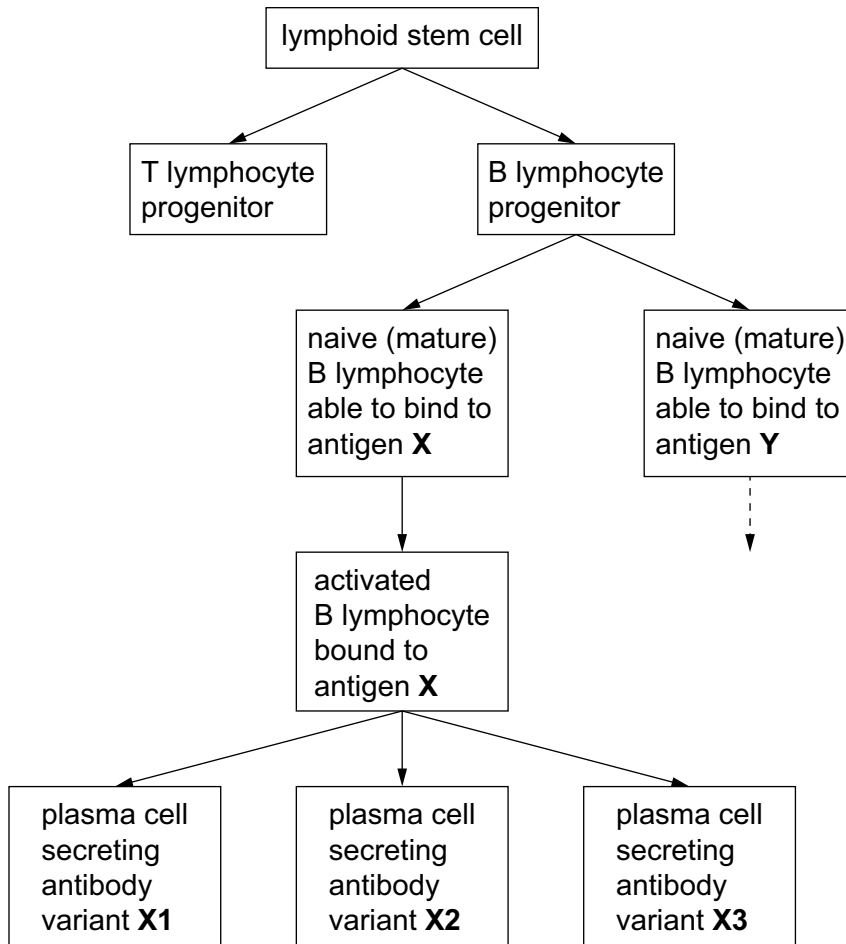 lymphoid stem cell
T lymphocyte
progenitor
B lymphocyte
progenitor
naive (mature)
B lymphocyte
able to bind to
antigen X
naive (mature)
B lymphocyte
able to bind to
antigen Y
activated
B lymphocyte
bound to
antigen X
plasma cell
secreting
antibody
variant X1
plasma cell
secreting
antibody
variant X2
plasma cell
secreting
antibody
variant X3